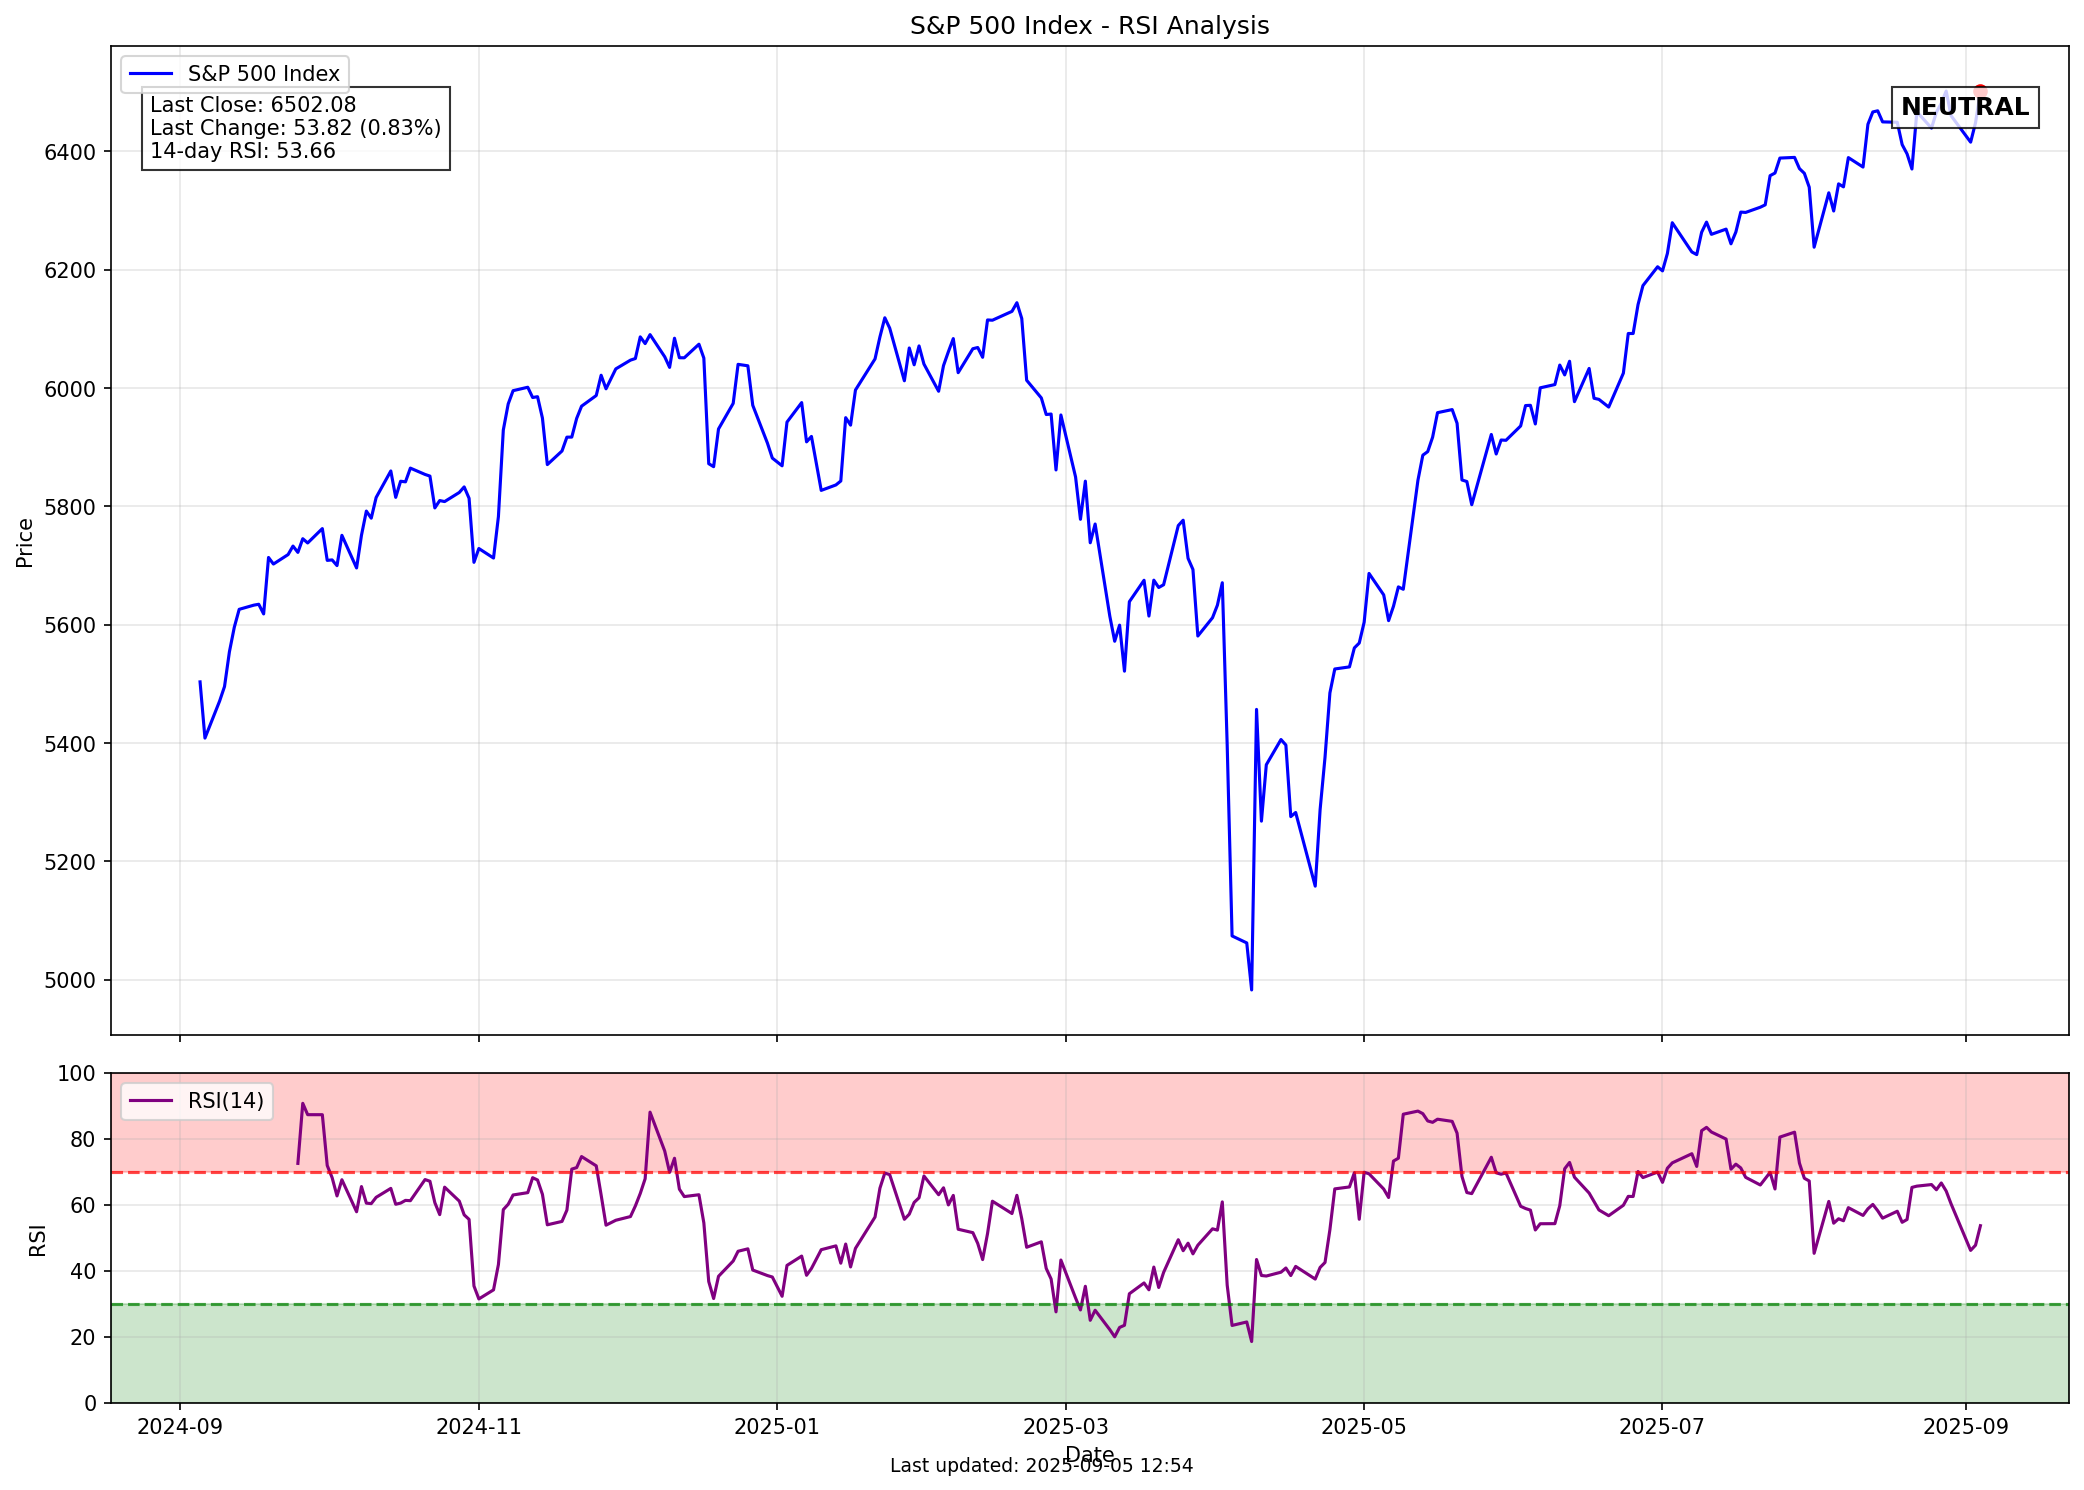 S&P 500 Index - RSI Analysis
S&P 500 Index
Last Close: 6502.08
Last Change: 53.82 (0.83%)
14-day RSI: 53.66
NEUTRAL
Price
6400
6200
6000
5800
5600
5400
5200
5000
RSI(14)
RSI
100
80
60
40
20
0
2024-09
2024-11
2025-01
2025-03
2025-05
2025-07
2025-09
Date
Last updated: 2025-09-05 12:54